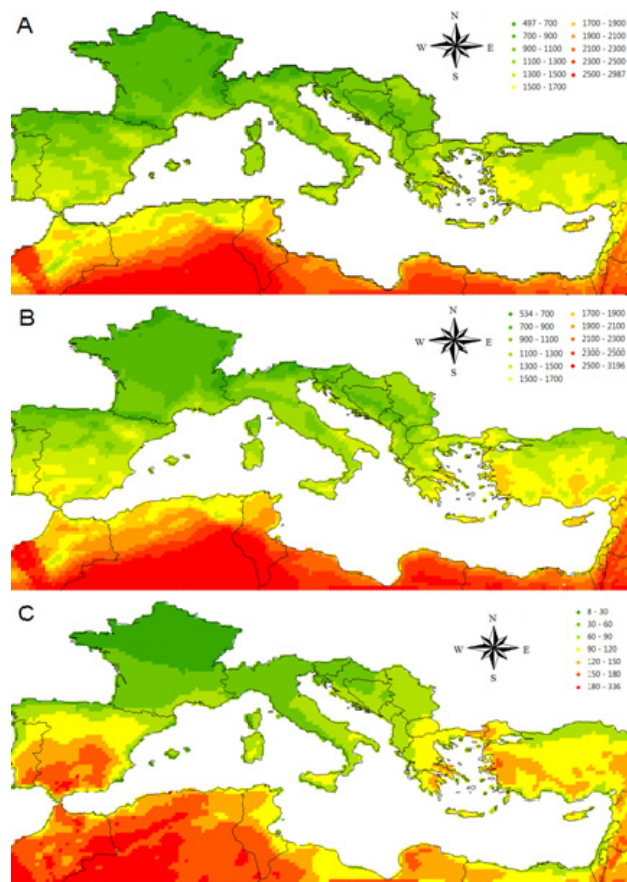 A
N
W E
S
497 - 700
700 - 900
900 - 1100
1100 - 1300
1300 - 1500
1500 - 1700
1700 - 1900
1900 - 2100
2100 - 2300
2300 - 2500
2500 - 2987
B
N
W E
S
534 - 700
700 - 900
900 - 1100
1100 - 1300
1300 - 1500
1500 - 1700
1700 - 1900
1900 - 2100
2100 - 2300
2300 - 2500
2500 - 3196
C
N
W E
S
8 - 30
30 - 60
60 - 90
90 - 120
120 - 150
150 - 180
180 - 336